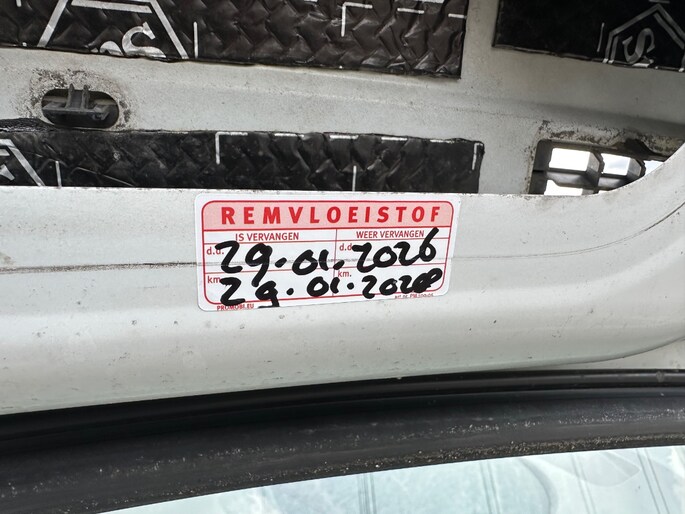 REMVLOEISTOF
IS VERVANGEN WEER VERVANGEN
d.d. d.d.
29.01.2026
km. km.
29.01.2028
PROMOBI.EU